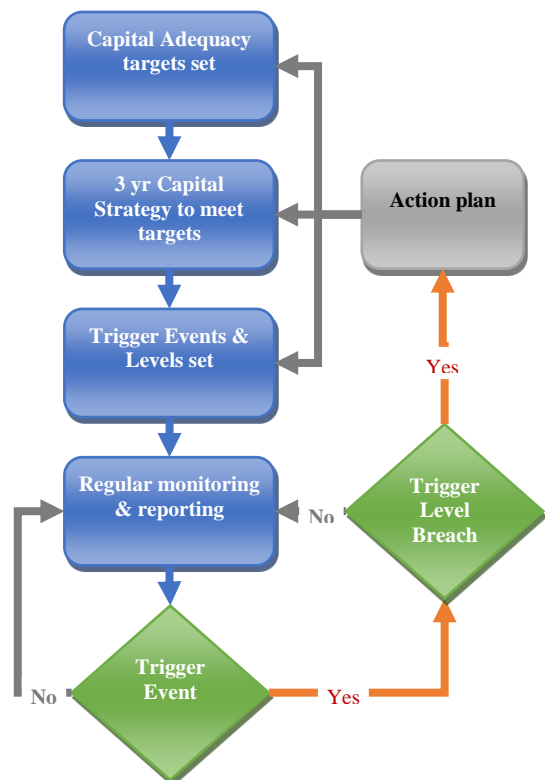 Capital Adequacy
targets set
3 yr Capital
Strategy to meet
targets
Action plan
Trigger Events &
Levels set
Yes
Regular monitoring
& reporting
No
Trigger
Level
Breach
Trigger
Event
No
Yes